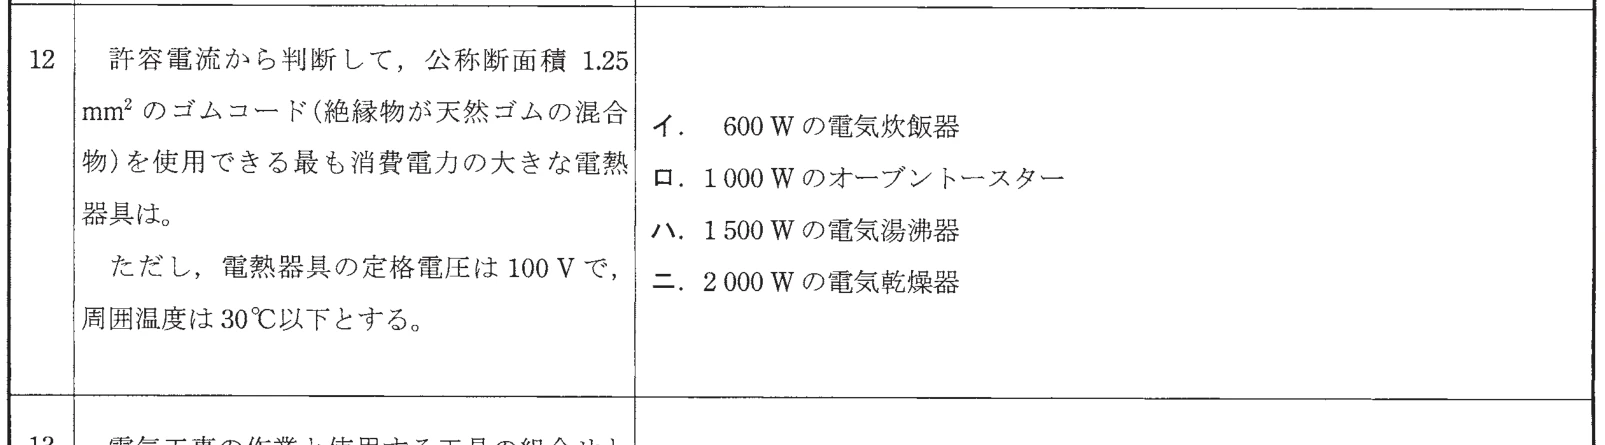 12
許容電流から判断して，公称断面積 1.25
mm² のゴムコード(絶縁物が天然ゴムの混合
物)を使用できる最も消費電力の大きな電熱
器具は。
ただし，電熱器具の定格電圧は 100 V で，
周囲温度は 30℃以下とする。
イ． 600 W の電気炊飯器
ロ．1 000 W のオーブントースター
ハ．1 500 W の電気湯沸器
ニ．2 000 W の電気乾燥器
13